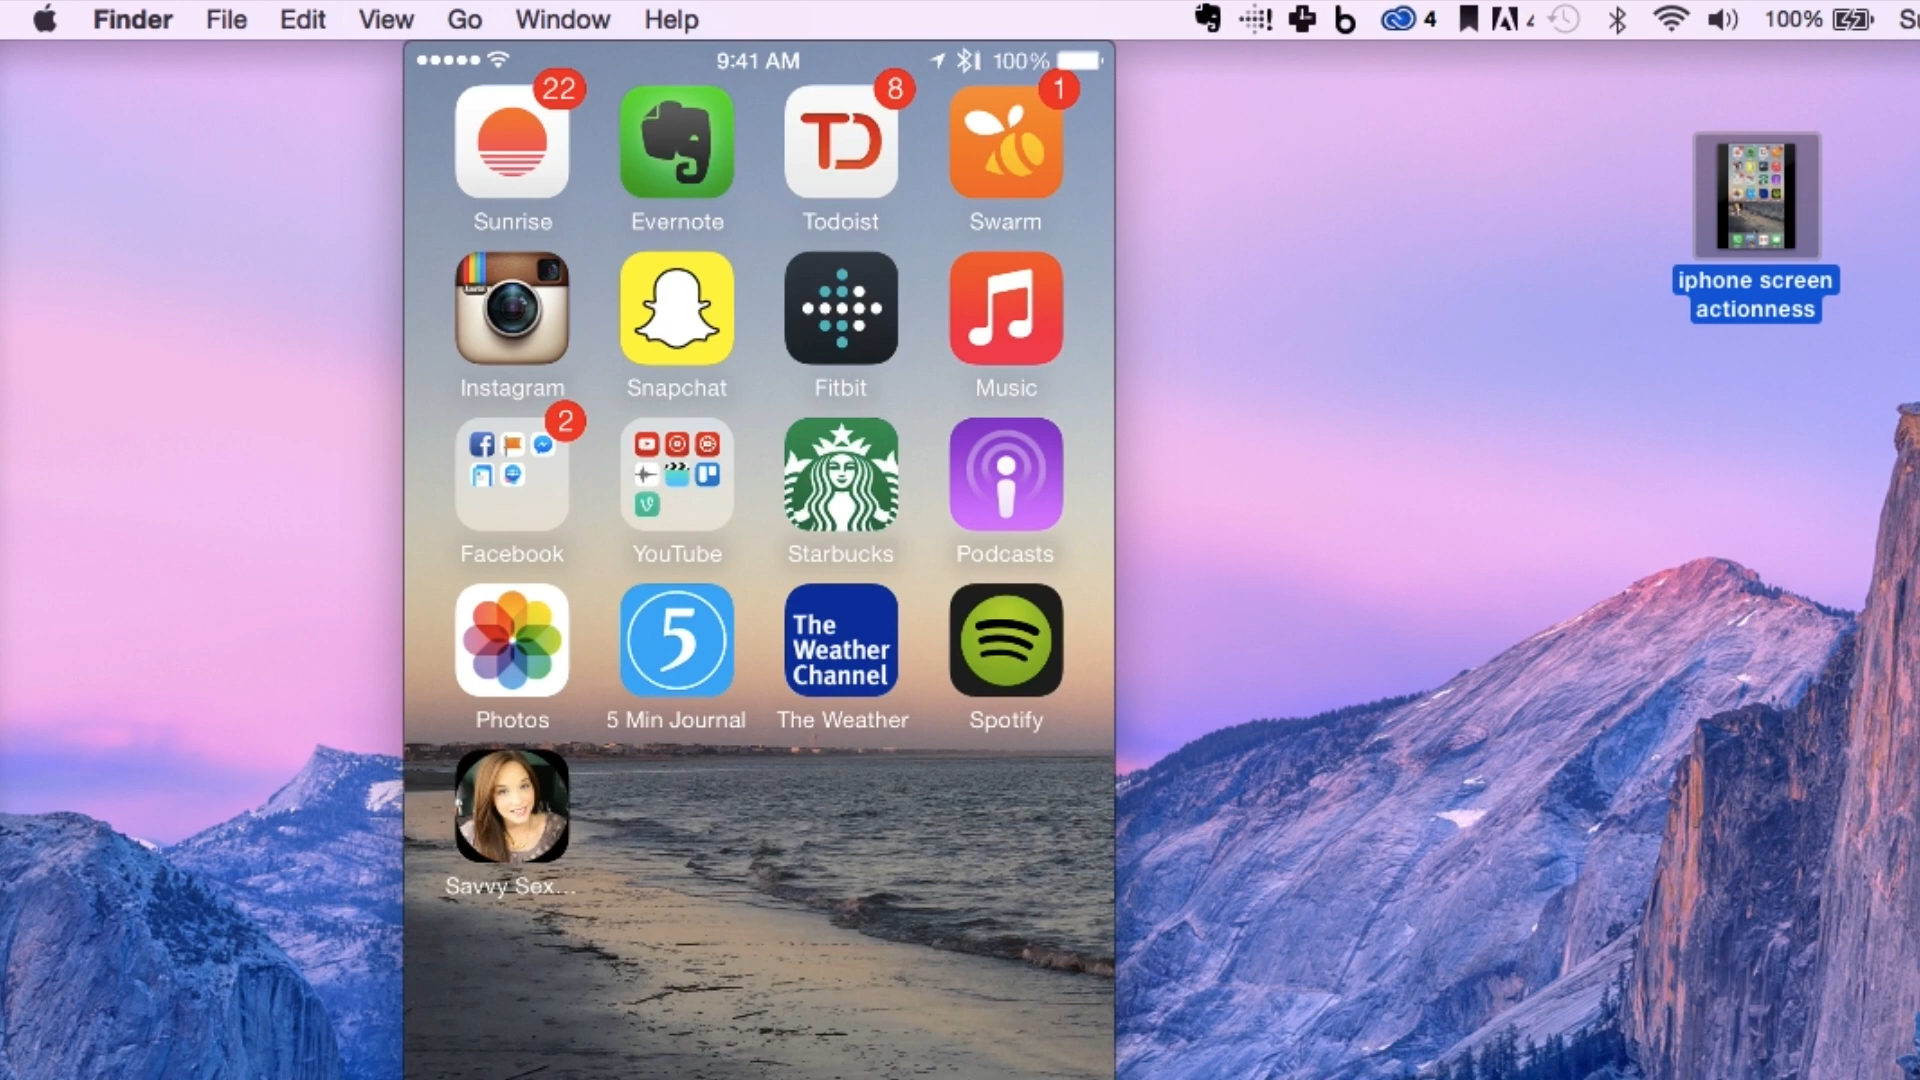 Finder File Edit View Go Window Help 4 4 100%
9:41 AM 100%
22 8 1
Sunrise Evernote Todoist Swarm
Instagram Snapchat Fitbit Music
2
Facebook YouTube Starbucks Podcasts
5
The
Weather
Channel
Photos 5 Min Journal The Weather Spotify
Savvy Sex...
iphone screen
actionness